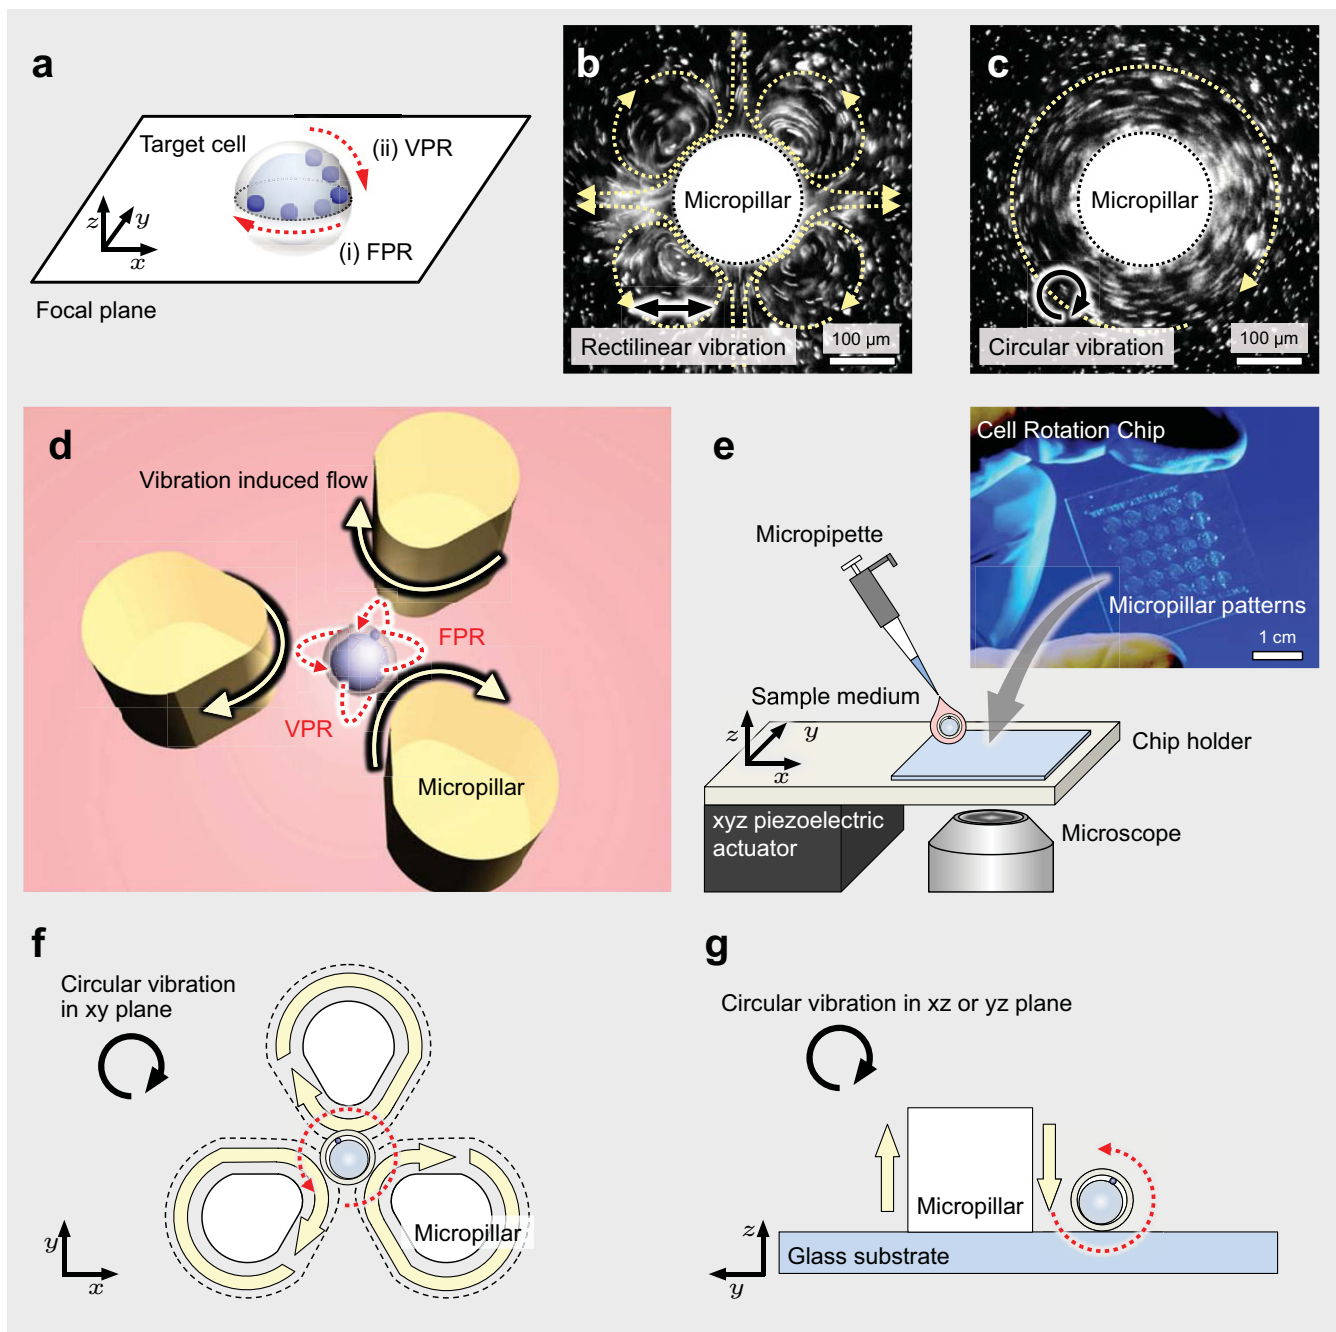 a
Target cell
(ii) VPR
z
y
x
(i) FPR
Focal plane
b
Micropillar
Rectilinear vibration
100 μm
c
Micropillar
Circular vibration
100 μm
d
Vibration induced flow
FPR
VPR
Micropillar
e
Cell Rotation Chip
Micropillar patterns
1 cm
Micropipette
Sample medium
z
y
x
Chip holder
xyz piezoelectric
actuator
Microscope
f
Circular vibration
in xy plane
Micropillar
y
x
g
Circular vibration in xz or yz plane
Micropillar
z
Glass substrate
y